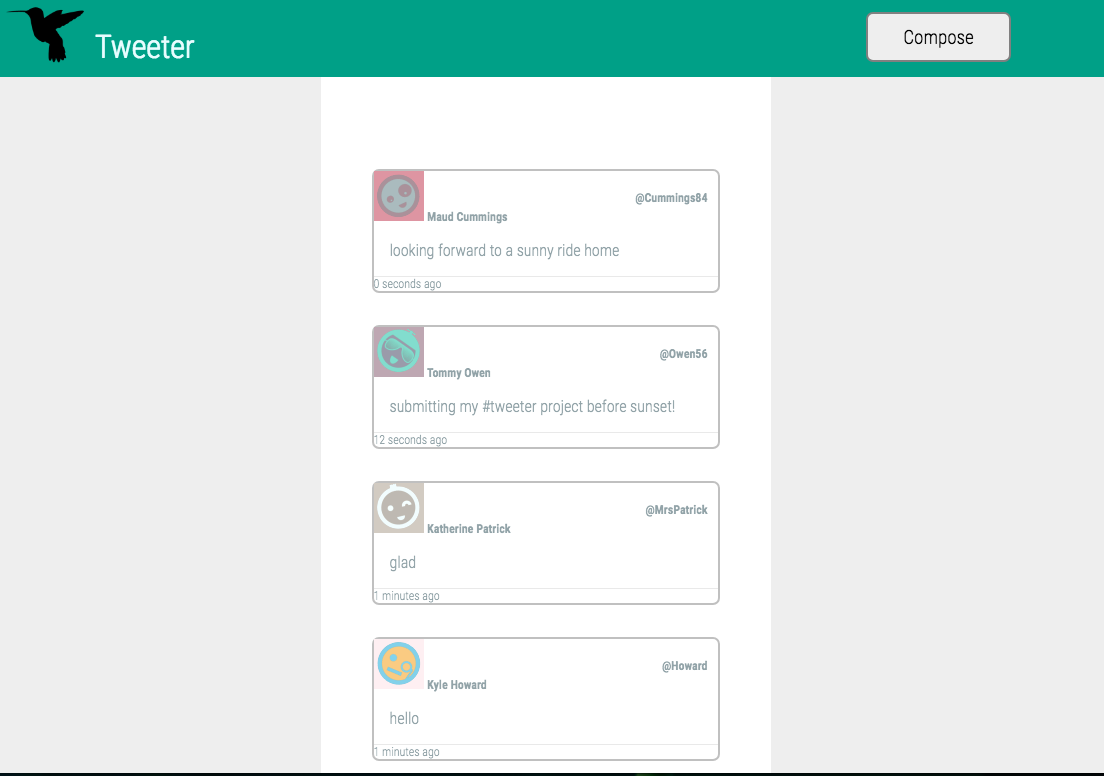 Tweeter
Compose
@Cummings84
Maud Cummings
looking forward to a sunny ride home
0 seconds ago
@Owen56
Tommy Owen
submitting my #tweeter project before sunset!
12 seconds ago
@MrsPatrick
Katherine Patrick
glad
1 minutes ago
@Howard
Kyle Howard
hello
1 minutes ago